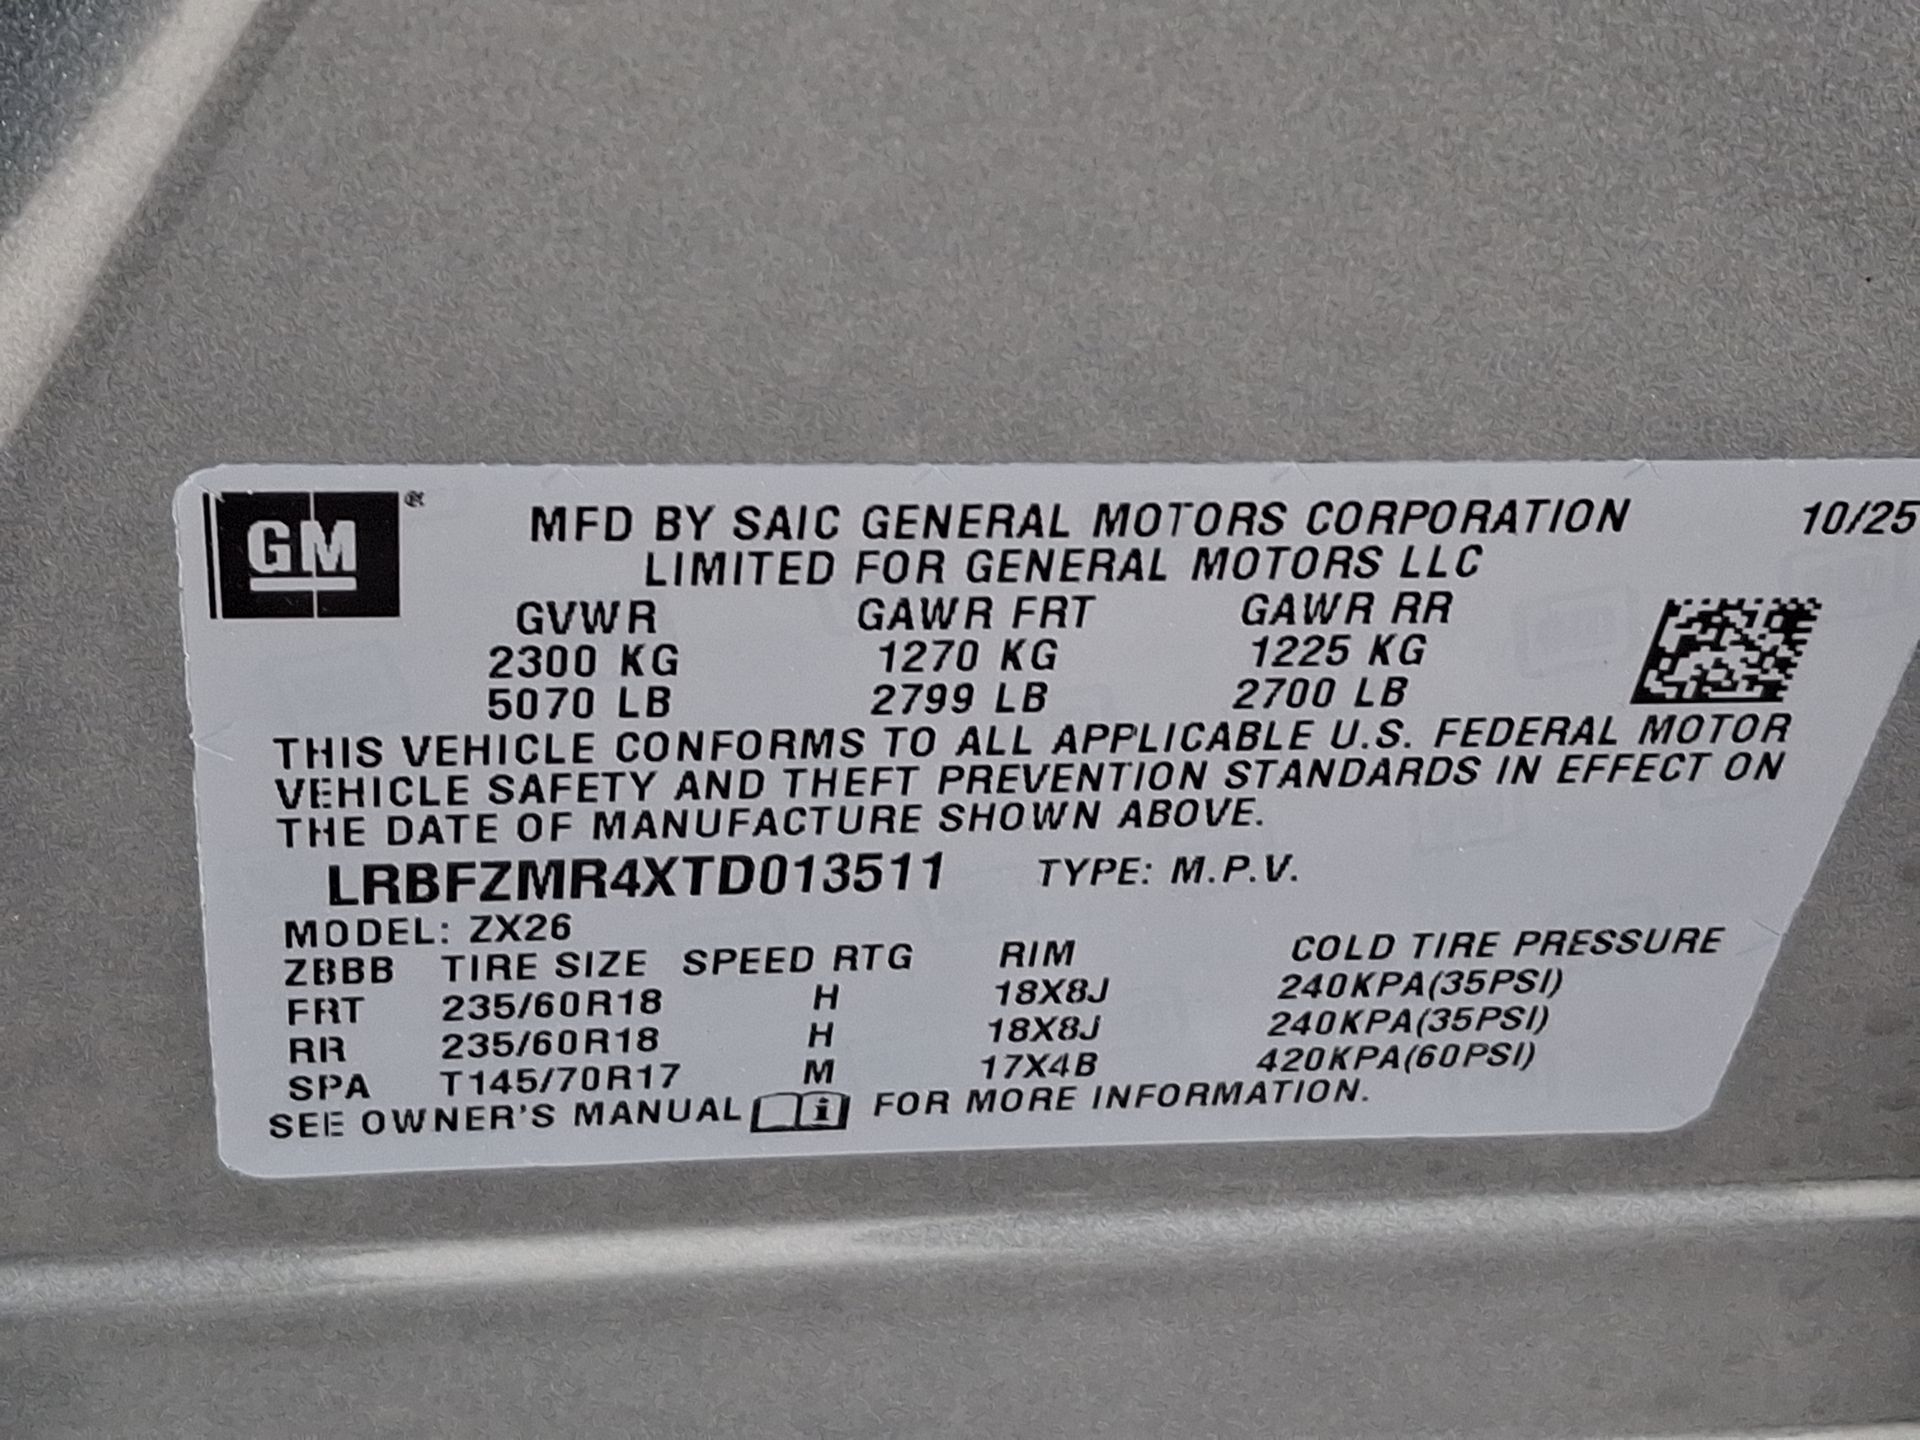 GM ®
MFD BY SAIC GENERAL MOTORS CORPORATION 10/25
LIMITED FOR GENERAL MOTORS LLC
GVWR GAWR FRT GAWR RR
2300 KG 1270 KG 1225 KG
5070 LB 2799 LB 2700 LB
THIS VEHICLE CONFORMS TO ALL APPLICABLE U.S. FEDERAL MOTOR
VEHICLE SAFETY AND THEFT PREVENTION STANDARDS IN EFFECT ON
THE DATE OF MANUFACTURE SHOWN ABOVE.
LRBFZMR4XTD013511 TYPE: M.P.V.
MODEL: ZX26
ZBBB TIRE SIZE SPEED RTG RIM COLD TIRE PRESSURE
FRT 235/60R18 H 18X8J 240KPA(35PSI)
RR 235/60R18 H 18X8J 240KPA(35PSI)
SPA T145/70R17 M 17X4B 420KPA(60PSI)
SEE OWNER'S MANUAL i FOR MORE INFORMATION.